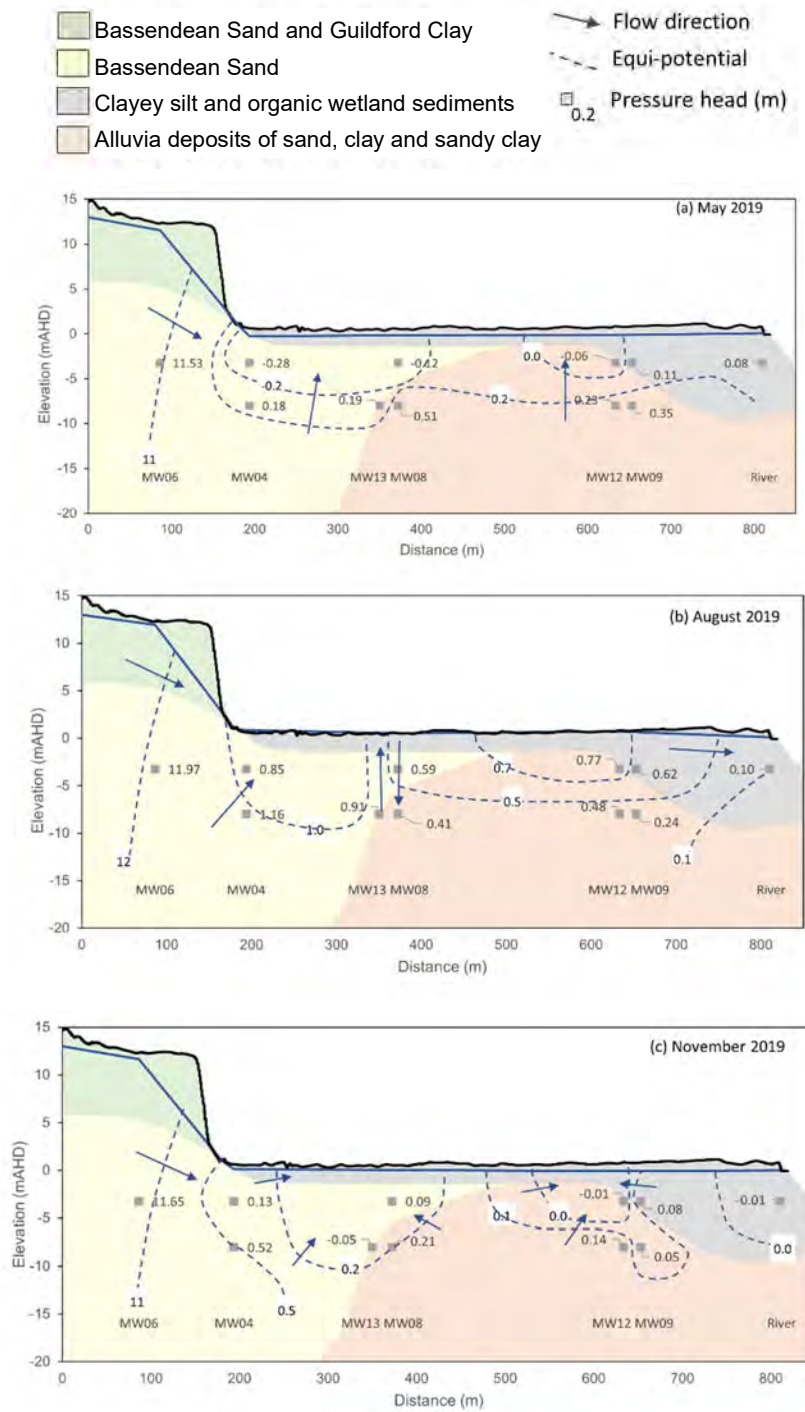 Bassendean Sand and Guildford Clay
Bassendean Sand
Clayey silt and organic wetland sediments
Alluvia deposits of sand, clay and sandy clay
Flow direction
Equi-potential
0.2 Pressure head (m)
(a) May 2019
Elevation (mAHD)
15
10
5
0
-5
-10
-15
-20
11.53
-0.28
0.18
0.19
0.51
0.0
-0.06
0.11
0.08
0.2
0.23
0.35
11
MW06
MW04
MW13 MW08
MW12 MW09
River
0 100 200 300 400 500 600 700 800
Distance (m)
(b) August 2019
Elevation (mAHD)
15
10
5
0
-5
-10
-15
-20
11.97
0.85
1.16
1.0
0.91
0.59
0.41
0.7
0.5
0.77
0.62
0.48
0.24
0.10
0.1
12
MW06
MW04
MW13 MW08
MW12 MW09
River
0 100 200 300 400 500 600 700 800
Distance (m)
(c) November 2019
Elevation (mAHD)
15
10
5
0
-5
-10
-15
-20
11.65
0.13
0.52
0.5
-0.05
0.2
0.09
0.21
0.1
0.0
-0.01
0.08
0.14
0.05
-0.01
0.0
11
MW06
MW04
MW13 MW08
MW12 MW09
River
0 100 200 300 400 500 600 700 800
Distance (m)